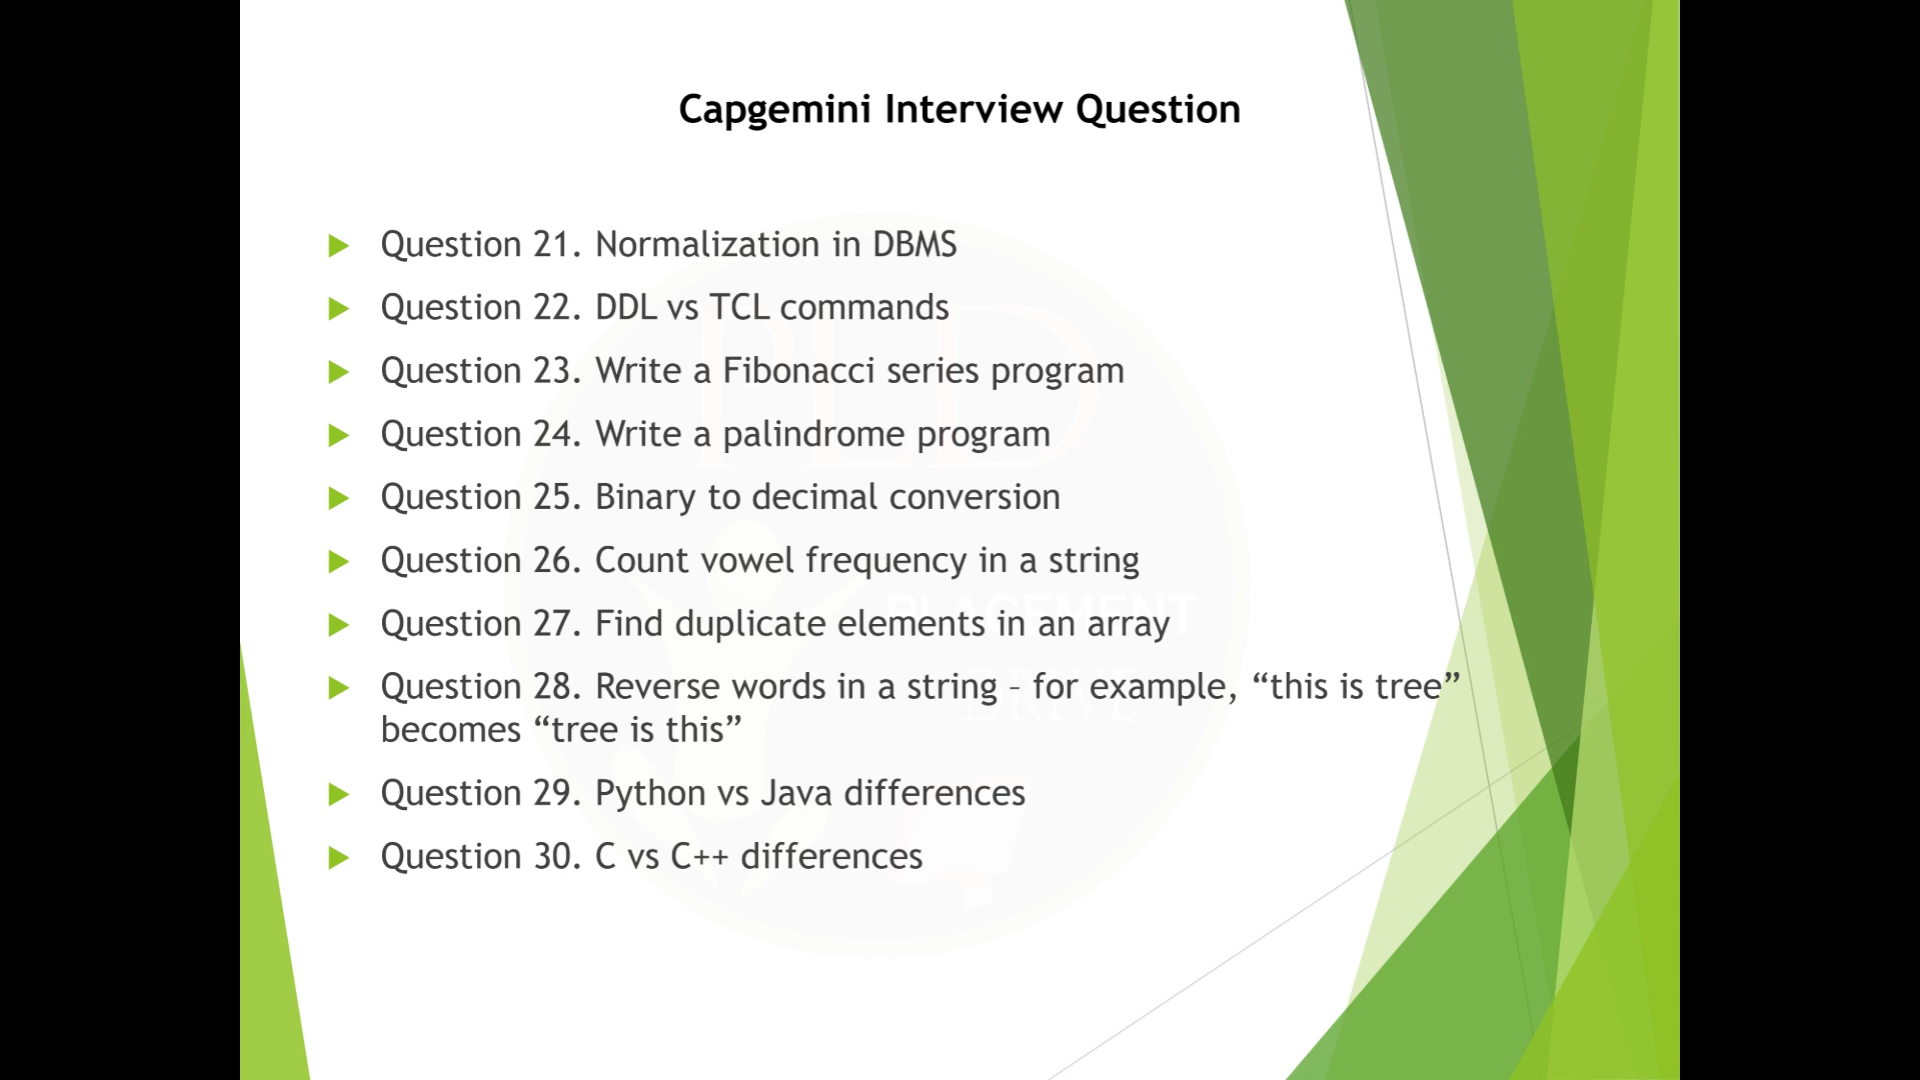 Capgemini Interview Question
Question 21. Normalization in DBMS
Question 22. DDL vs TCL commands
Question 23. Write a Fibonacci series program
Question 24. Write a palindrome program
Question 25. Binary to decimal conversion
Question 26. Count vowel frequency in a string
Question 27. Find duplicate elements in an array
Question 28. Reverse words in a string – for example, “this is tree”
becomes “tree is this”
Question 29. Python vs Java differences
Question 30. C vs C++ differences
PLD
PLACEMENT
DRIVE